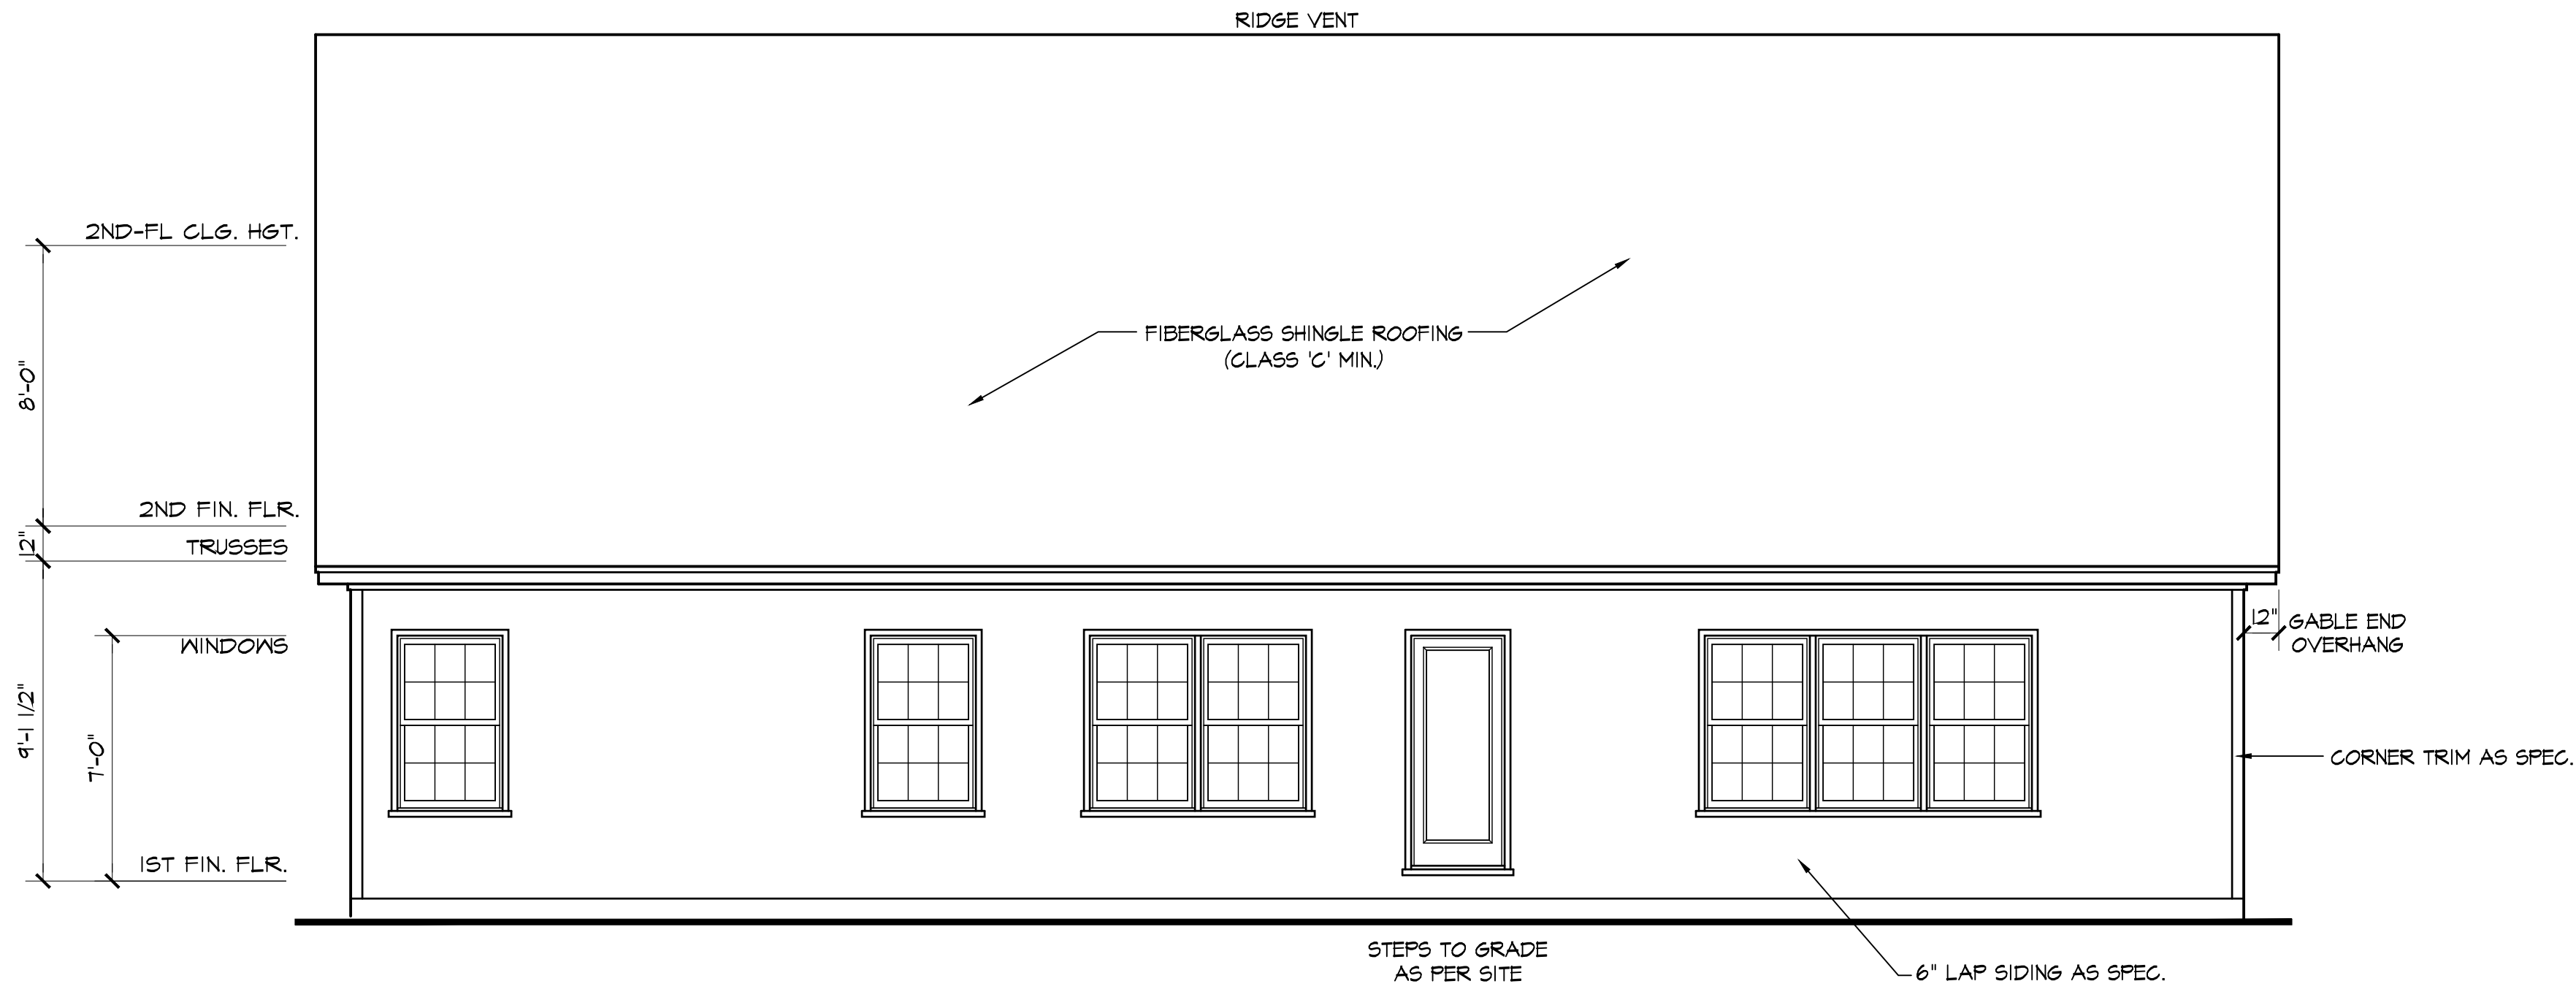 RIDGE VENT
2ND-FL CLG. HGT.
8'-0"
FIBERGLASS SHINGLE ROOFING
(CLASS 'C' MIN.)
2ND FIN. FLR.
12"
TRUSSES
WINDOWS
9'-1 1/2"
7'-0"
1ST FIN. FLR.
12"
GABLE END
OVERHANG
CORNER TRIM AS SPEC.
STEPS TO GRADE
AS PER SITE
6" LAP SIDING AS SPEC.